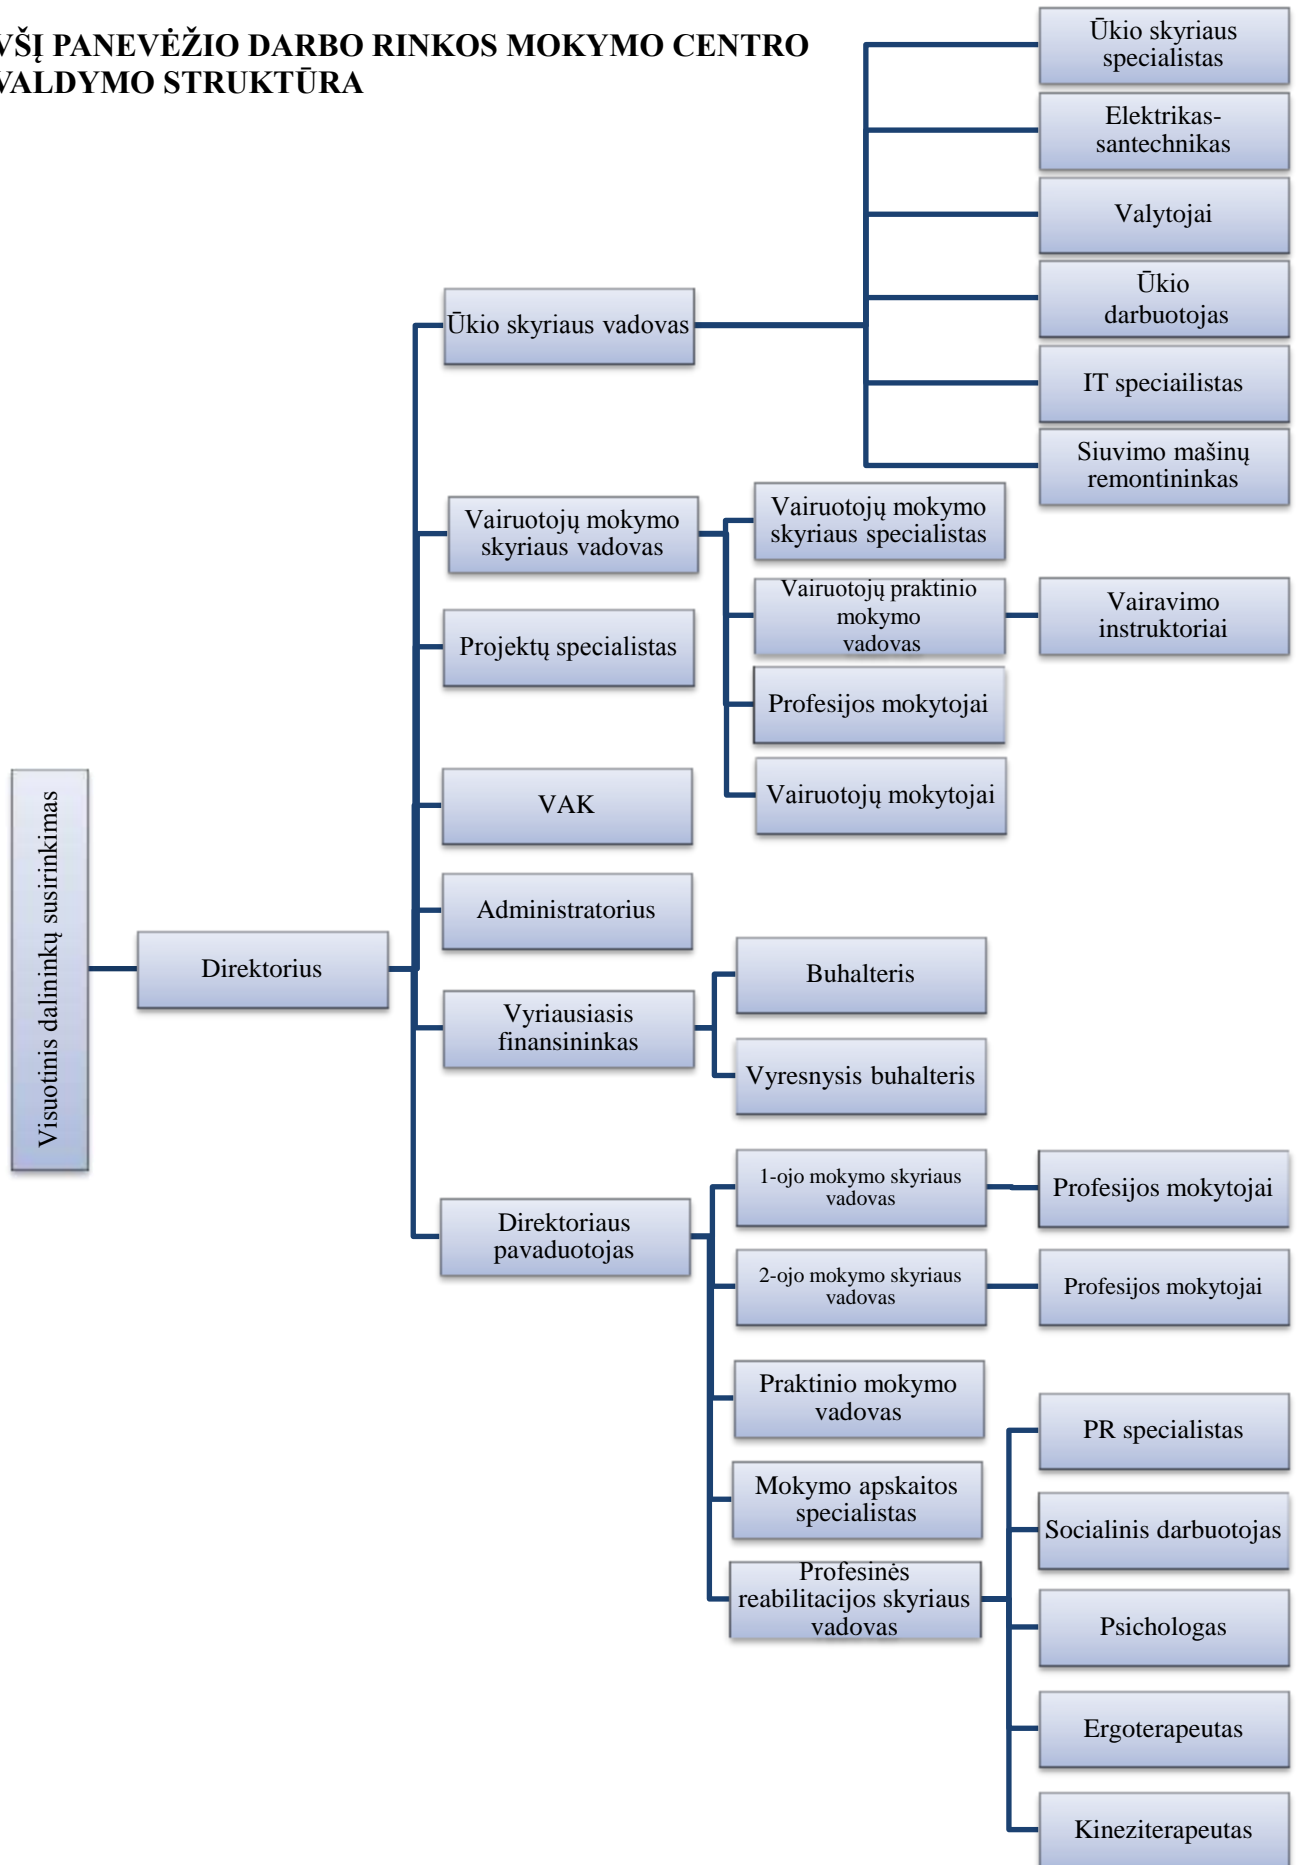 VŠĮ PANEVĖŽIO DARBO RINKOS MOKYMO CENTRO
VALDYMO STRUKTŪRA
Visuotinis dalininkų susirinkimas
Direktorius
Ūkio skyriaus vadovas
Ūkio skyriaus
specialistas
Elektrikas-
santechnikas
Valytojai
Ūkio
darbuotojas
IT speciailistas
Siuvimo mašinų
remontininkas
Vairuotojų mokymo
skyriaus vadovas
Vairuotojų mokymo
skyriaus specialistas
Vairuotojų praktinio
mokymo
vadovas
Vairavimo
instruktoriai
Profesijos mokytojai
Vairuotojų mokytojai
Projektų specialistas
VAK
Administratorius
Vyriausiasis
finansininkas
Buhalteris
Vyresnysis buhalteris
Direktoriaus
pavaduotojas
1-ojo mokymo skyriaus
vadovas
Profesijos mokytojai
2-ojo mokymo skyriaus
vadovas
Profesijos mokytojai
Praktinio mokymo
vadovas
Mokymo apskaitos
specialistas
Profesinės
reabilitacijos skyriaus
vadovas
PR specialistas
Socialinis darbuotojas
Psichologas
Ergoterapeutas
Kineziterapeutas